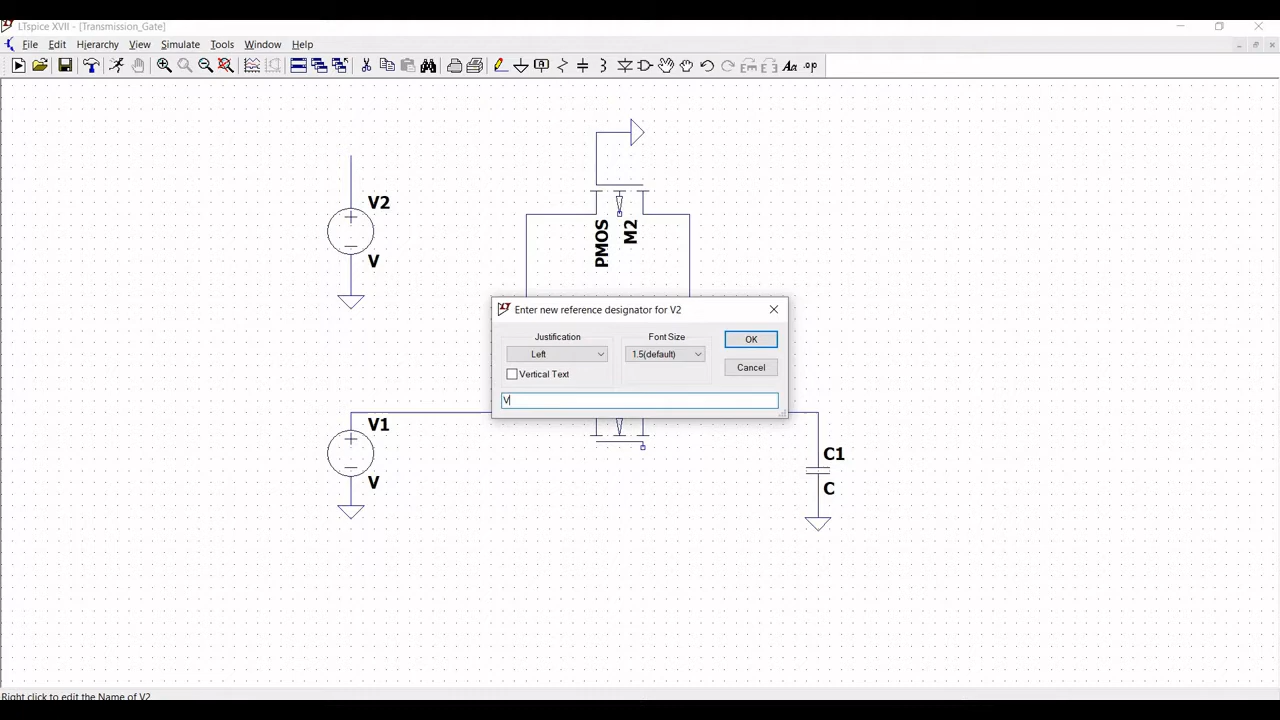 LTspice XVII - [Transmission_Gate]
File Edit Hierarchy View Simulate Tools Window Help
Aa .op
V2
V
PMOS
M2
Enter new reference designator for V2
Justification
Font Size
OK
Left
1.5(default)
Cancel
Vertical Text
V
V1
V
C1
C
Right click to edit the Name of V2